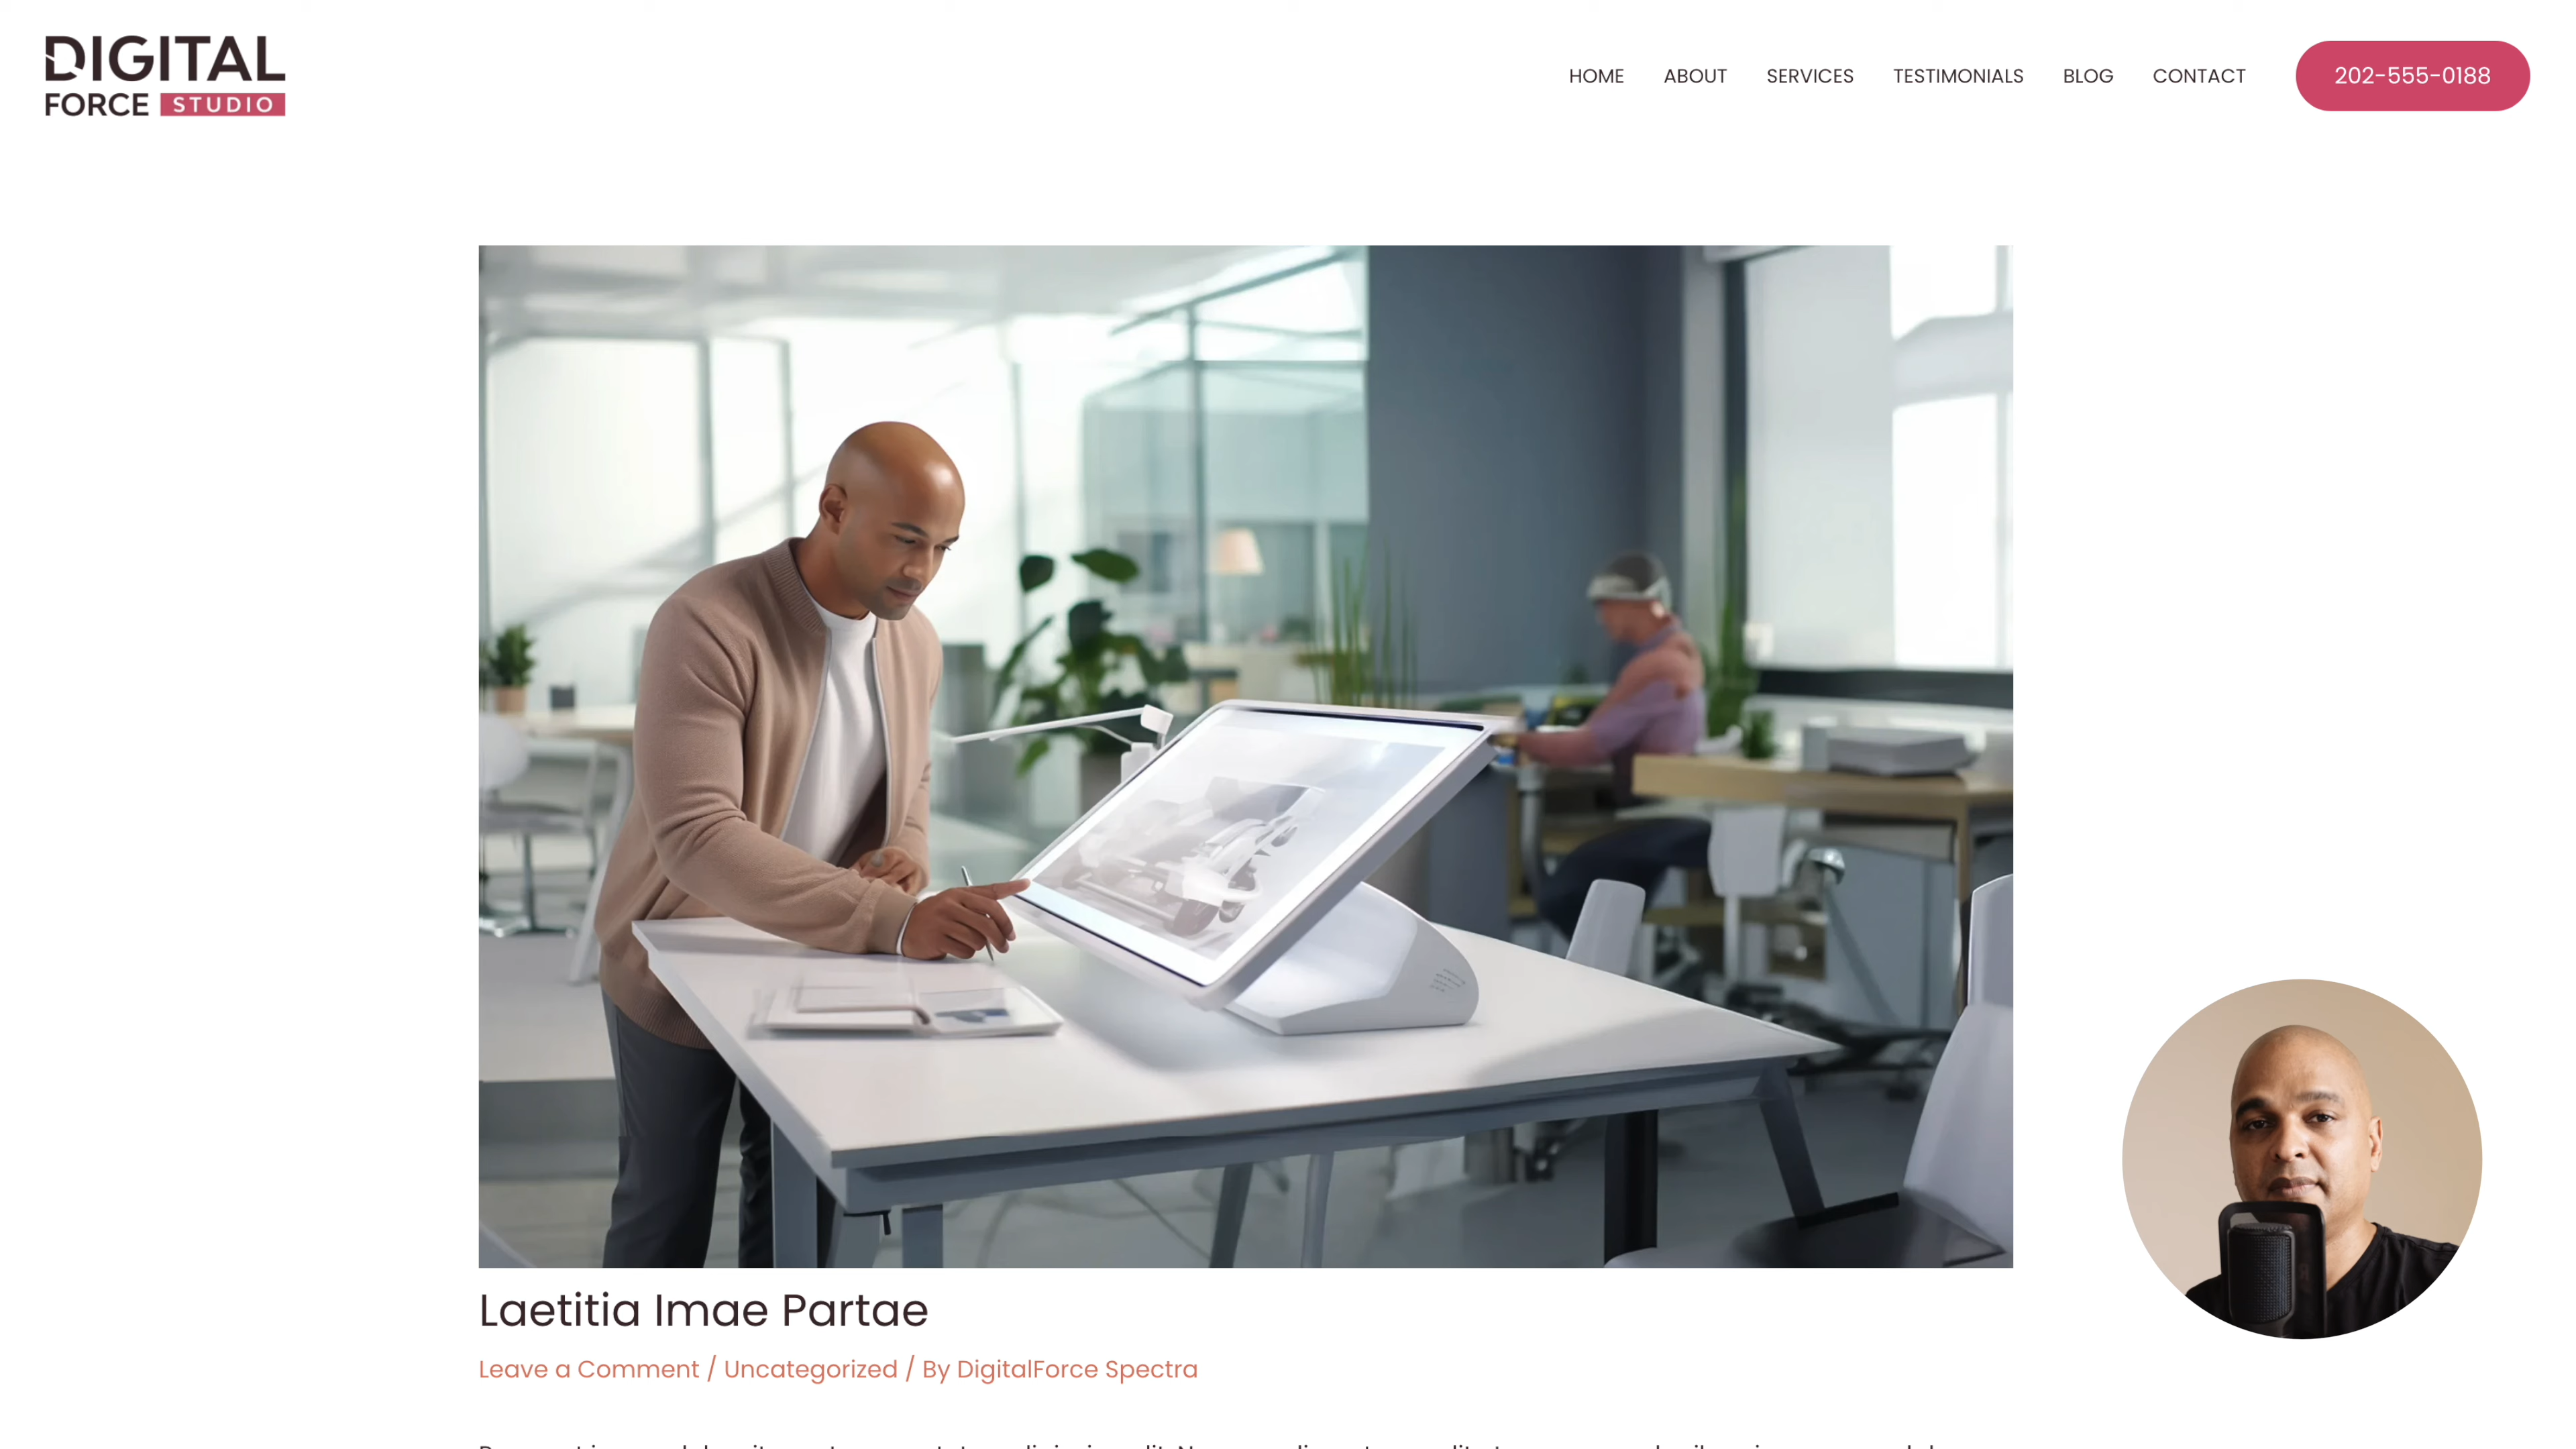 DIGITAL
FORCE STUDIO
HOME ABOUT SERVICES TESTIMONIALS BLOG CONTACT 202-555-0188
Laetitia Imae Partae
Leave a Comment / Uncategorized / By DigitalForce Spectra